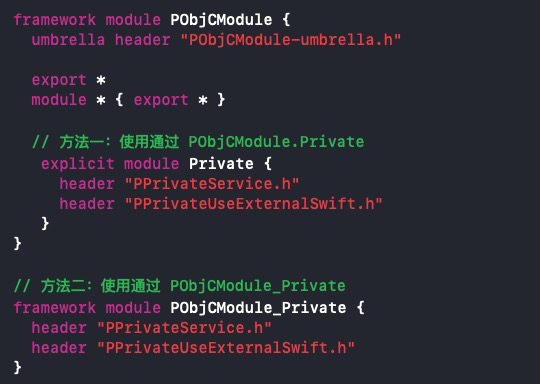 framework module PObjCModule {
umbrella header "PObjCModule-umbrella.h"
export *
module * { export * }
// 方法一：使用通过 PObjCModule.Private
explicit module Private {
header "PPrivateService.h"
header "PPrivateUseExternalSwift.h"
}
}
// 方法二：使用通过 PObjCModule_Private
framework module PObjCModule_Private {
header "PPrivateService.h"
header "PPrivateUseExternalSwift.h"
}